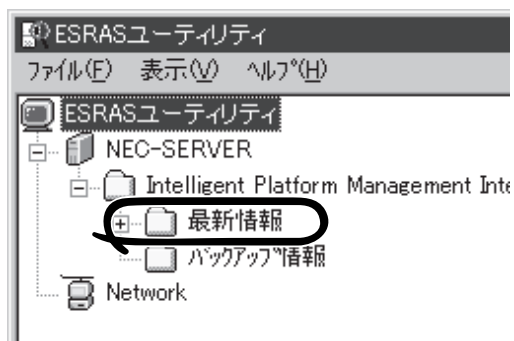 ESRASユーティリティ
ファイル(F) 表示(V) ヘルプ(H)
ESRASユーティリティ
NEC-SERVER
Intelligent Platform Management Inte
最新情報
バックアップ情報
Network